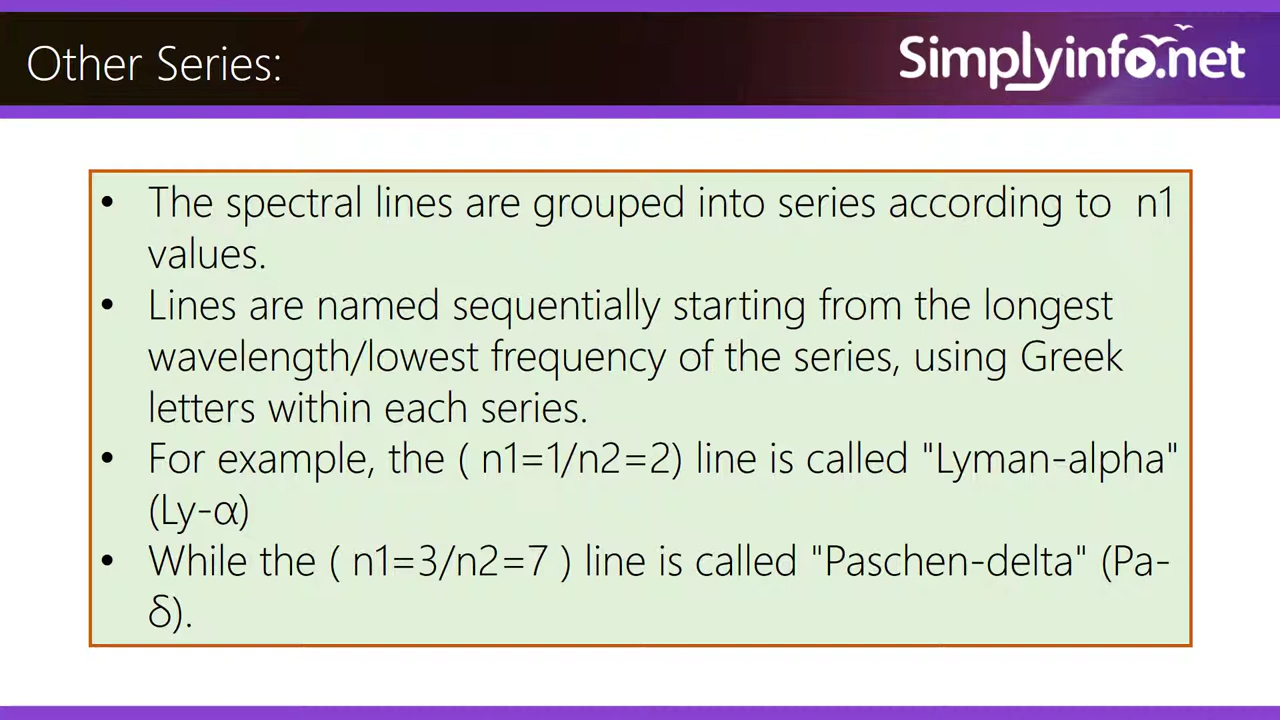 Other Series:
Simplyinfo.net
• The spectral lines are grouped into series according to n1
values.
• Lines are named sequentially starting from the longest
wavelength/lowest frequency of the series, using Greek
letters within each series.
• For example, the ( n1=1/n2=2) line is called "Lyman-alpha"
(Ly-α)
• While the ( n1=3/n2=7 ) line is called "Paschen-delta" (Pa-
δ).